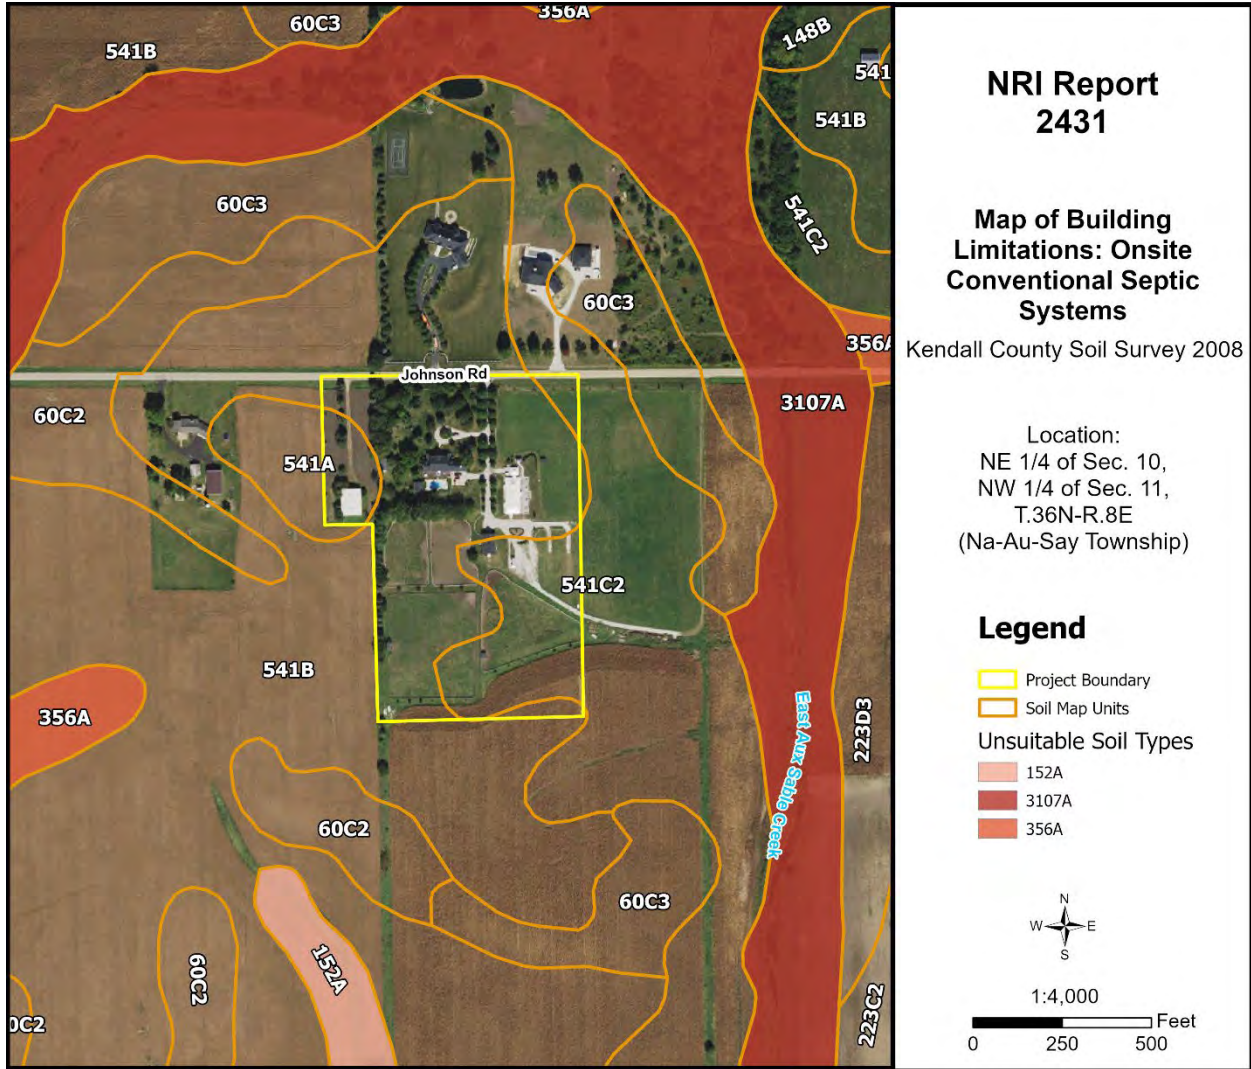 356A
60C3
541B
148B
541
541B
60C3
541C2
60C3
356A
Johnson Rd
60C2
3107A
541A
541C2
541B
356A
East Aux Sable Creek
223D3
60C2
60C3
152A
60C2
0C2
223C2
NRI Report
2431
Map of Building
Limitations: Onsite
Conventional Septic
Systems
Kendall County Soil Survey 2008
Location:
NE 1/4 of Sec. 10,
NW 1/4 of Sec. 11,
T.36N-R.8E
(Na-Au-Say Township)
Legend
Project Boundary
Soil Map Units
Unsuitable Soil Types
152A
3107A
356A
N
W E
S
1:4,000
Feet
0 250 500